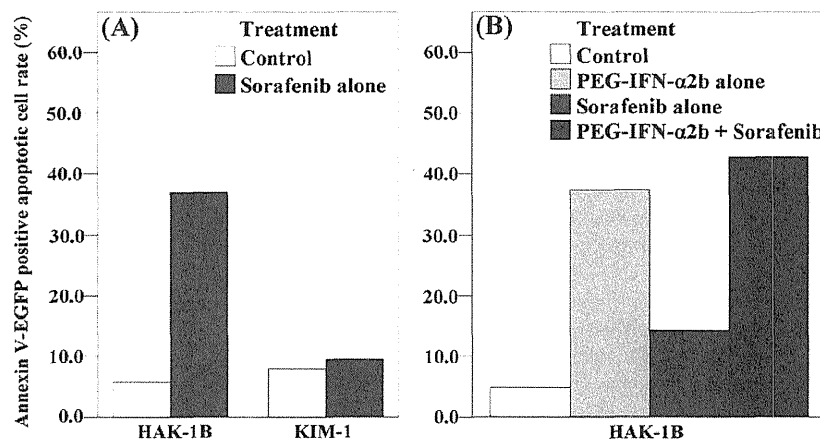 Annexin V-EGFP positive apoptotic cell rate (%)
(A)
Treatment
Control
Sorafenib alone
60.0
50.0
40.0
30.0
20.0
10.0
0.0
HAK-1B KIM-1
(B)
Treatment
Control
PEG-IFN-α2b alone
Sorafenib alone
PEG-IFN-α2b + Sorafenib
60.0
50.0
40.0
30.0
20.0
10.0
0.0
HAK-1B